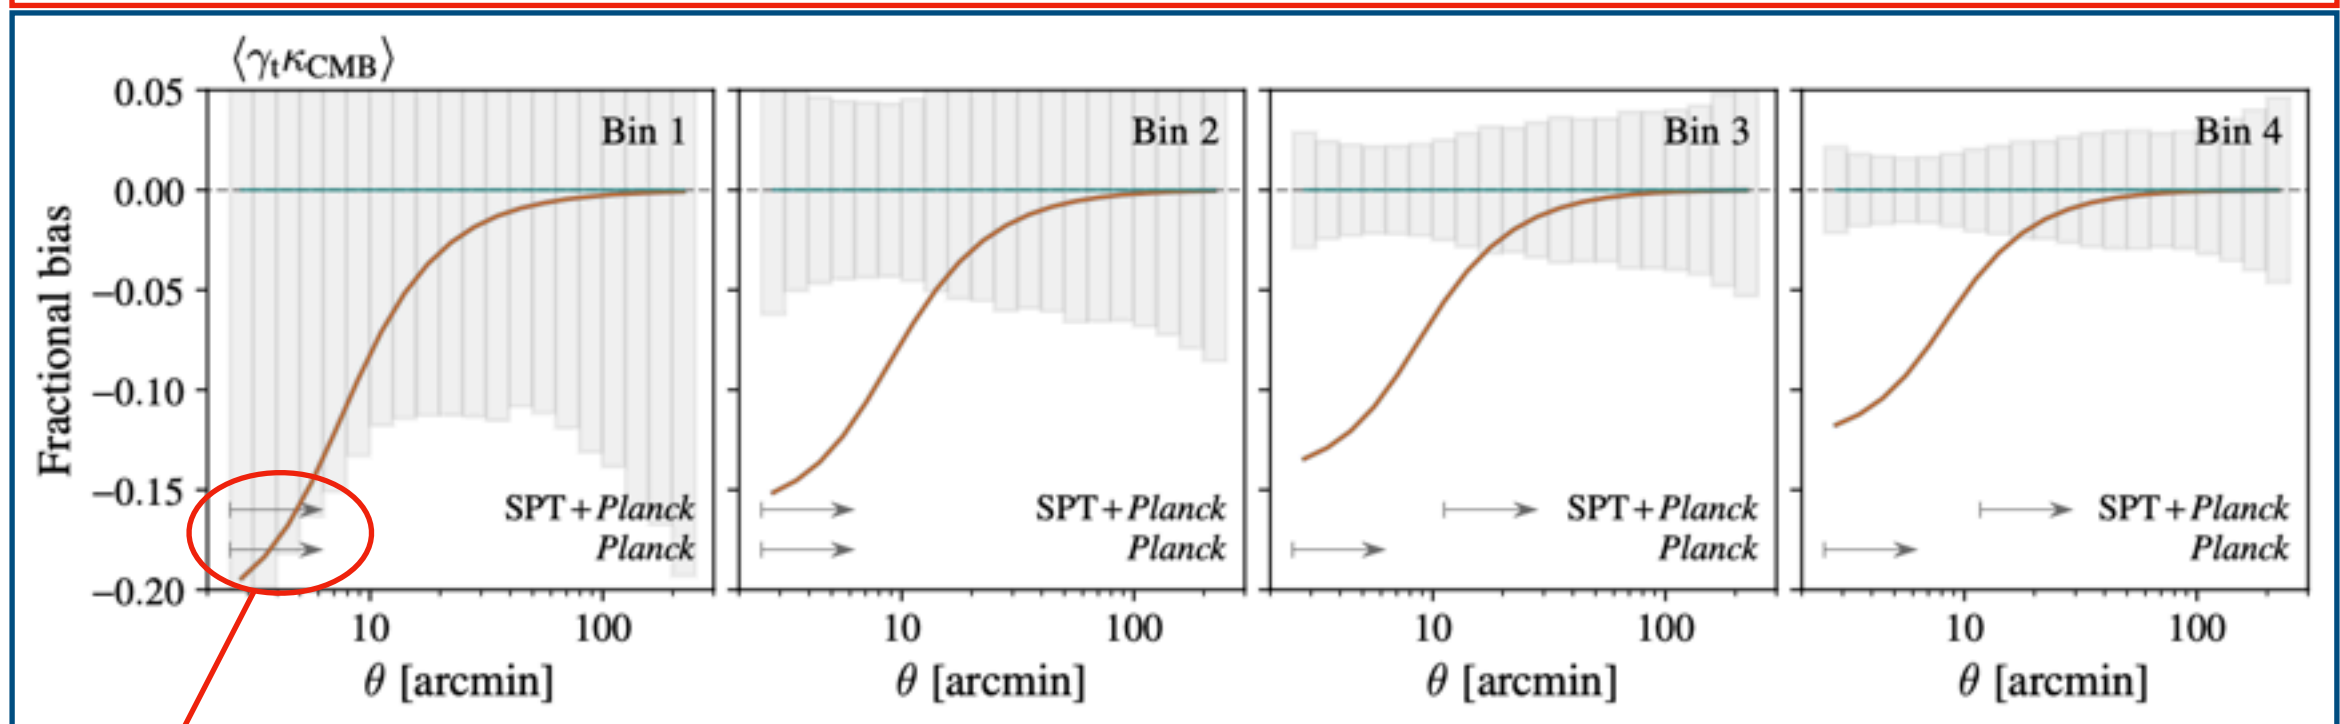 ⟨γtκCMB⟩
Fractional bias
0.05
0.00
−0.05
−0.10
−0.15
−0.20
Bin 1
SPT+Planck
Planck
10 100
θ [arcmin]
Bin 2
SPT+Planck
Planck
10 100
θ [arcmin]
Bin 3
SPT+Planck
Planck
10 100
θ [arcmin]
Bin 4
SPT+Planck
Planck
10 100
θ [arcmin]